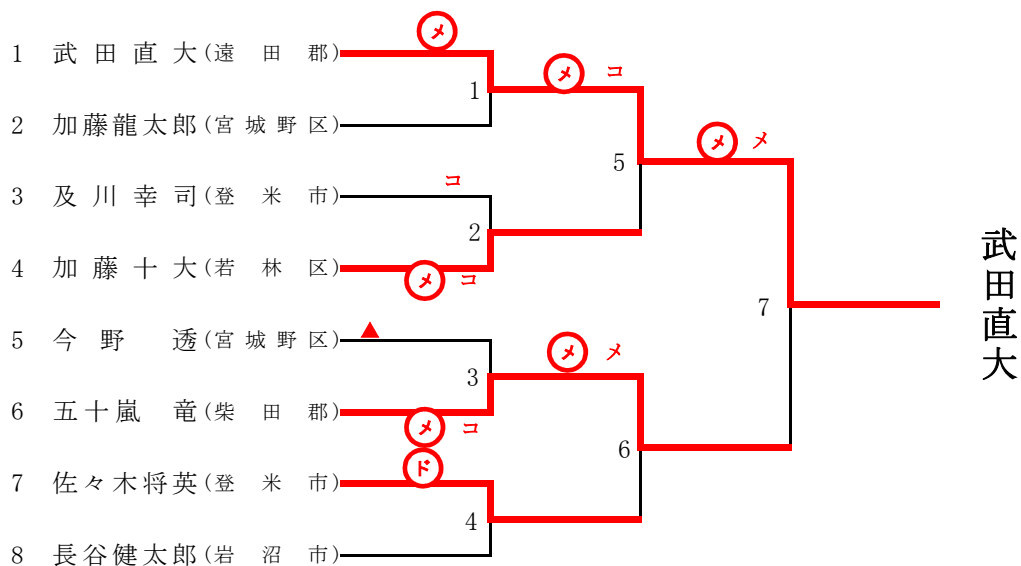 メ
1 武田直大(遠田郡)
メ コ
1
2 加藤龍太郎(宮城野区)
メ メ
5
コ
3 及川幸司(登米市)
2
4 加藤十大(若林区)
メ コ
武田直大
7
5 今野 透(宮城野区) ▲
メ メ
3
6 五十嵐 竜(柴田郡)
メ コ
6
ド
7 佐々木将英(登米市)
4
8 長谷健太郎(岩沼市)